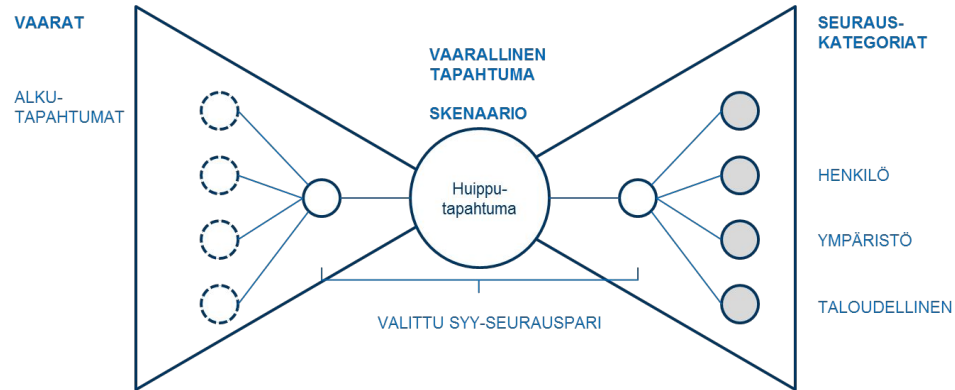 VAARAT
ALKU-
TAPAHTUMAT
VAARALLINEN
TAPAHTUMA
SKENAARIO
Huippu-
tapahtuma
VALITTU SYY-SEURAUSPARI
SEURAUS-
KATEGORIAT
HENKILÖ
YMPÄRISTÖ
TALOUDELLINEN